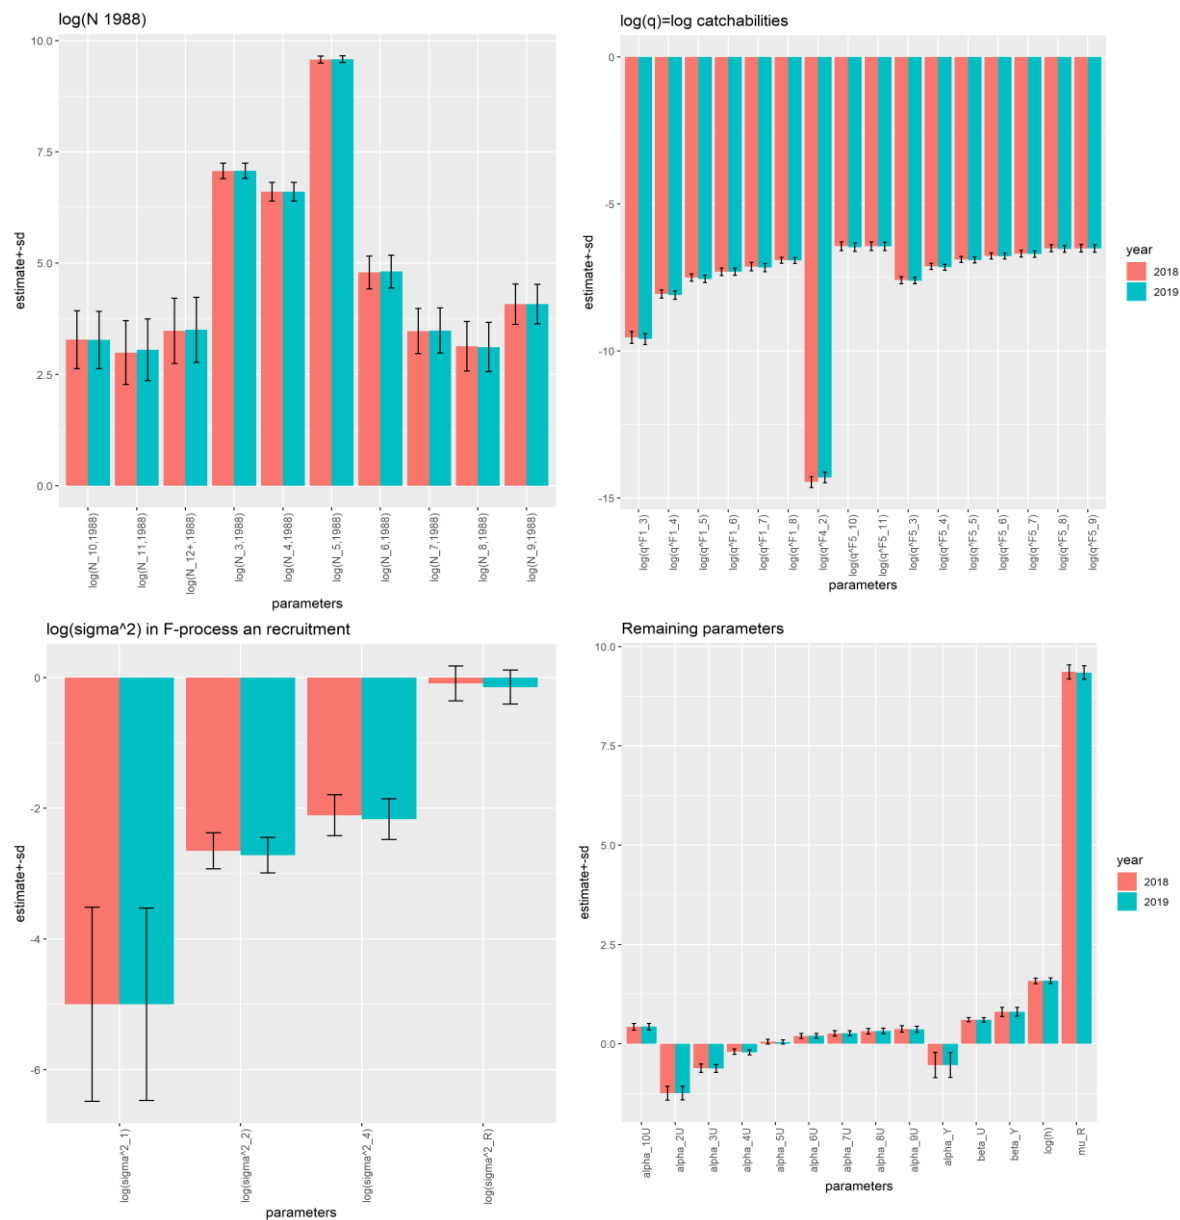 log(N 1988)
10.0
7.5
5.0
2.5
0.0
estimate+-sd
log(N_10,1988)
log(N_11,1988)
log(N_12+,1988)
log(N_3,1988)
log(N_4,1988)
log(N_5,1988)
log(N_6,1988)
log(N_7,1988)
log(N_8,1988)
log(N_9,1988)
parameters
log(q)=log catchabilities
0
-5
-10
-15
estimate+-sd
log(q^F1_3)
log(q^F1_4)
log(q^F1_5)
log(q^F1_6)
log(q^F1_7)
log(q^F1_8)
log(q^F4_2)
log(q^F5_10)
log(q^F5_11)
log(q^F5_3)
log(q^F5_4)
log(q^F5_5)
log(q^F5_6)
log(q^F5_7)
log(q^F5_8)
log(q^F5_9)
parameters
year
2018
2019
log(sigma^2) in F-process an recruitment
0
-2
-4
-6
estimate+-sd
log(sigma^2_1)
log(sigma^2_2)
log(sigma^2_4)
log(sigma^2_R)
parameters
Remaining parameters
10.0
7.5
5.0
2.5
0.0
estimate+-sd
alpha_10U
alpha_2U
alpha_3U
alpha_4U
alpha_5U
alpha_6U
alpha_7U
alpha_8U
alpha_9U
alpha_Y
beta_U
beta_Y
log(h)
mu_R
parameters
year
2018
2019